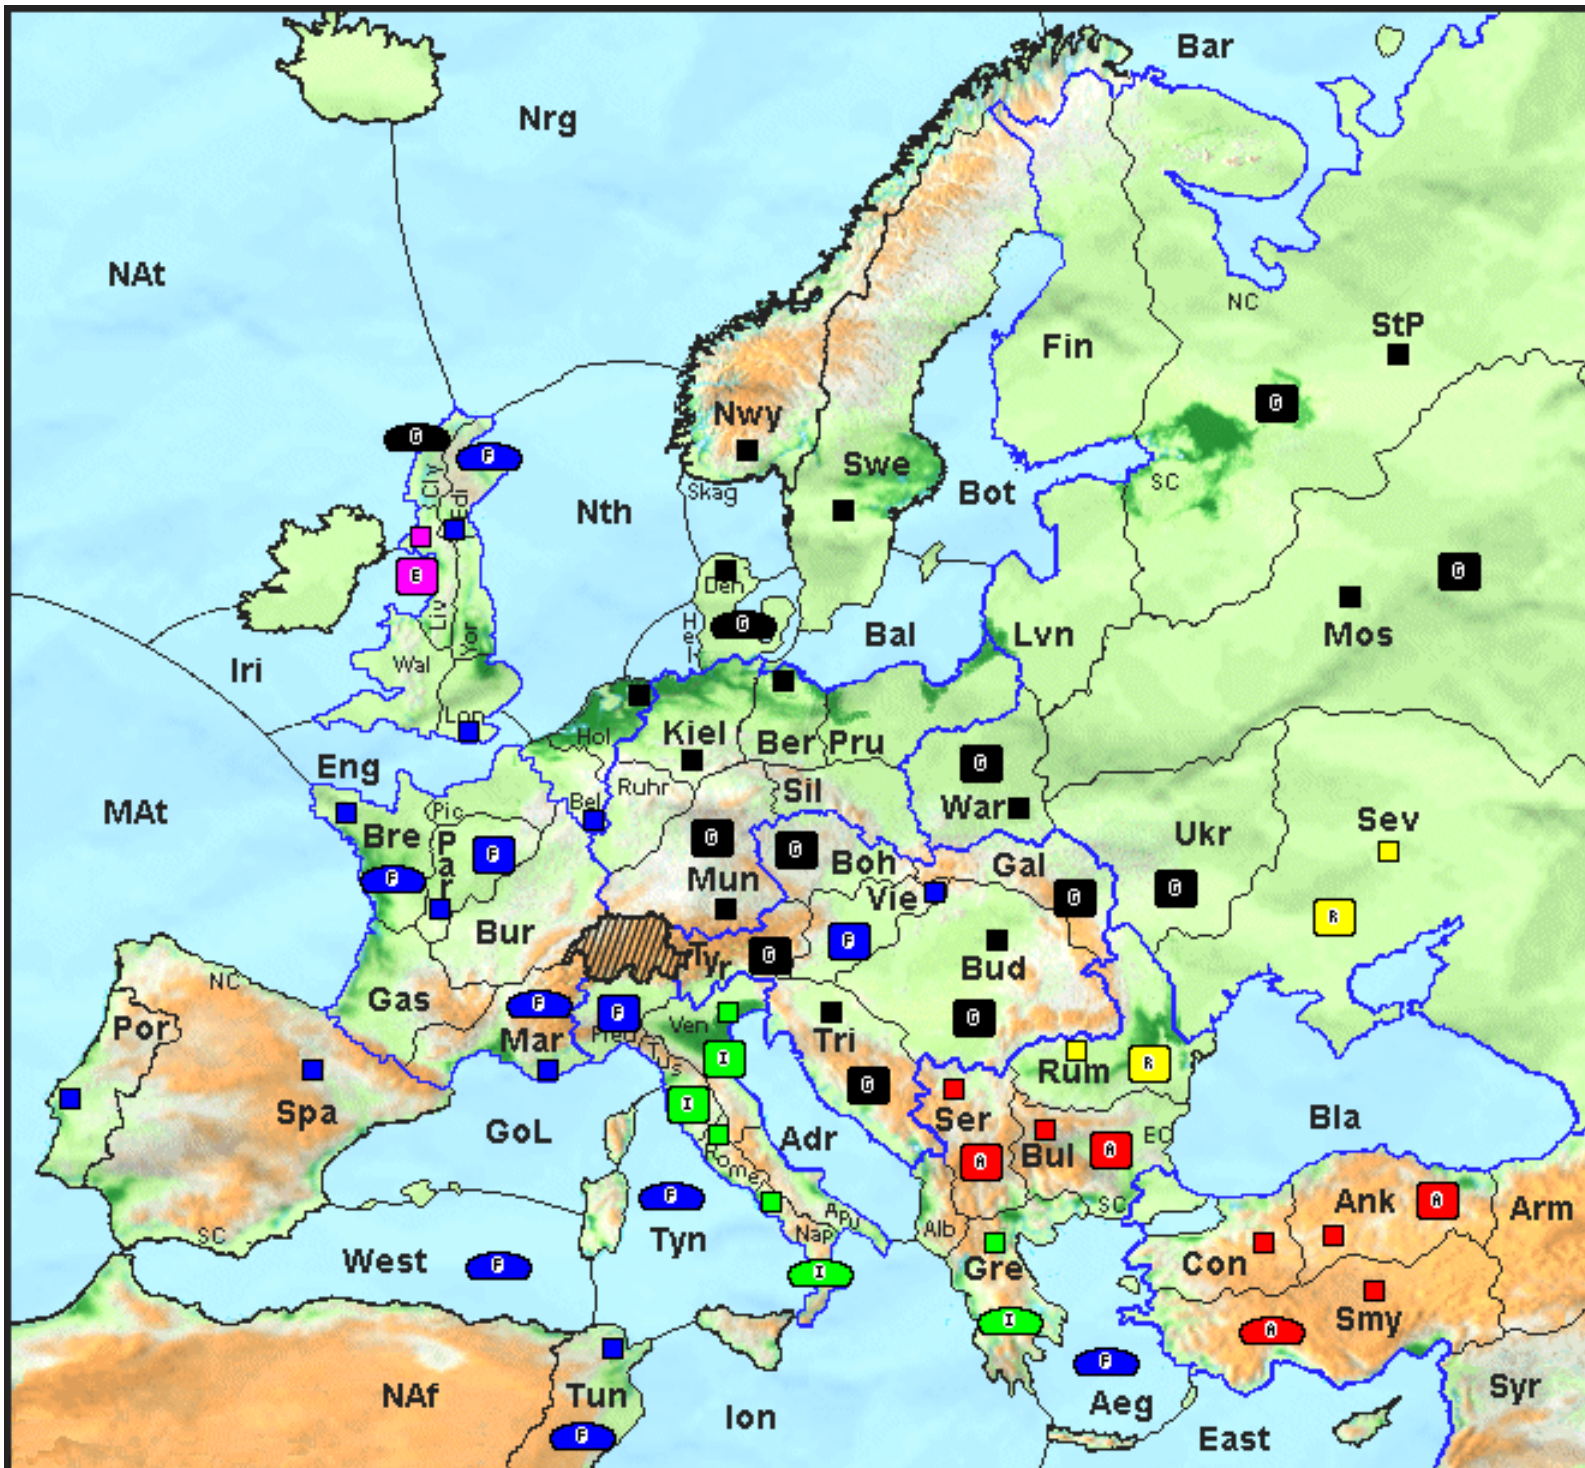 Bar
Nrg
NAt
NC
StP
Fin
Nwy
G
G
F
Swe
Skag
Bot
SC
Cly
Edl
Nth
Den
G
E
Liv
Yor
Hel
G
Bal
Lvn
Mos
Iri
Wal
Lon
Hol
Kiel
Ber
Pru
Eng
Ruhr
Sil
G
War
MAt
Pic
Bel
Bre
Par
F
G
G
Boh
Gal
Ukr
Sev
F
Mun
Vie
G
G
R
Bur
Tyr
G
F
Bud
NC
Gas
F
F
Ven
Tri
G
Por
Mar
Pied
Tus
I
Rum
R
Spa
I
G
Ser
Bul
EC
Bla
GoL
Adr
A
A
Rome
SC
Ank
A
Arm
F
Apu
Alb
SC
West
Tyn
Nap
Gre
Con
F
I
I
A
Smy
F
NAf
Tun
Ion
Aeg
Syr
F
East